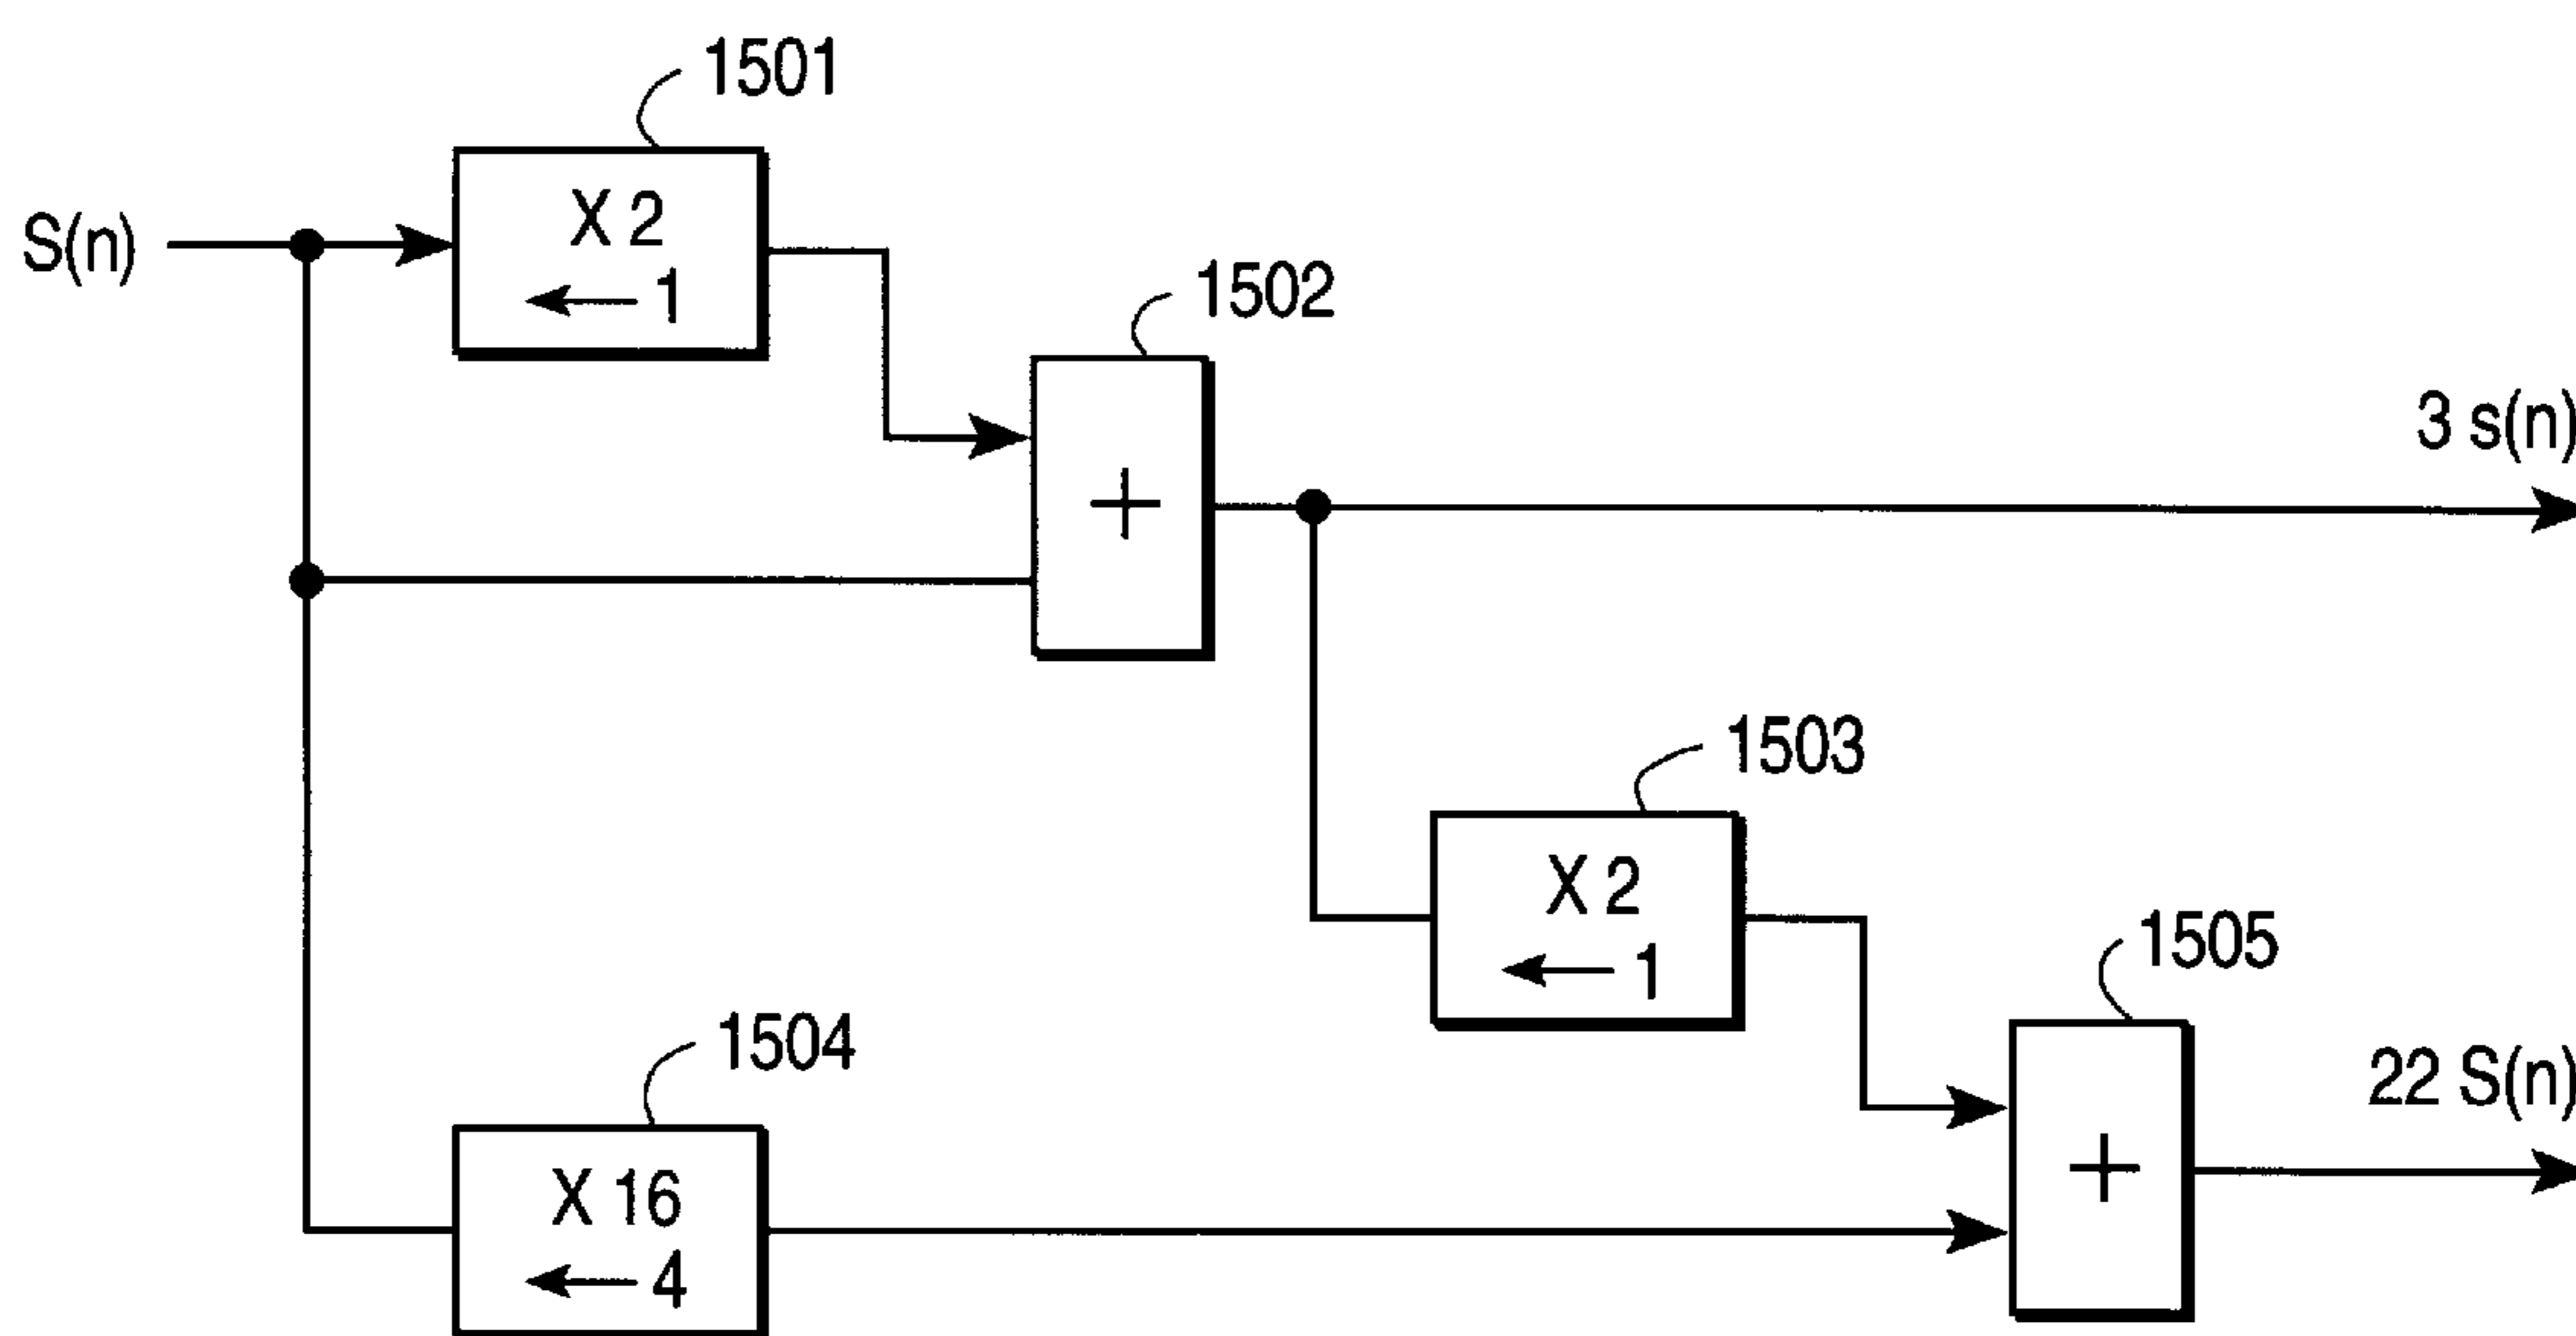 1501
X 2
← 1
S(n)
1502
+
3 s(n)
1503
X 2
← 1
1504
X 16
← 4
1505
+
22 S(n)